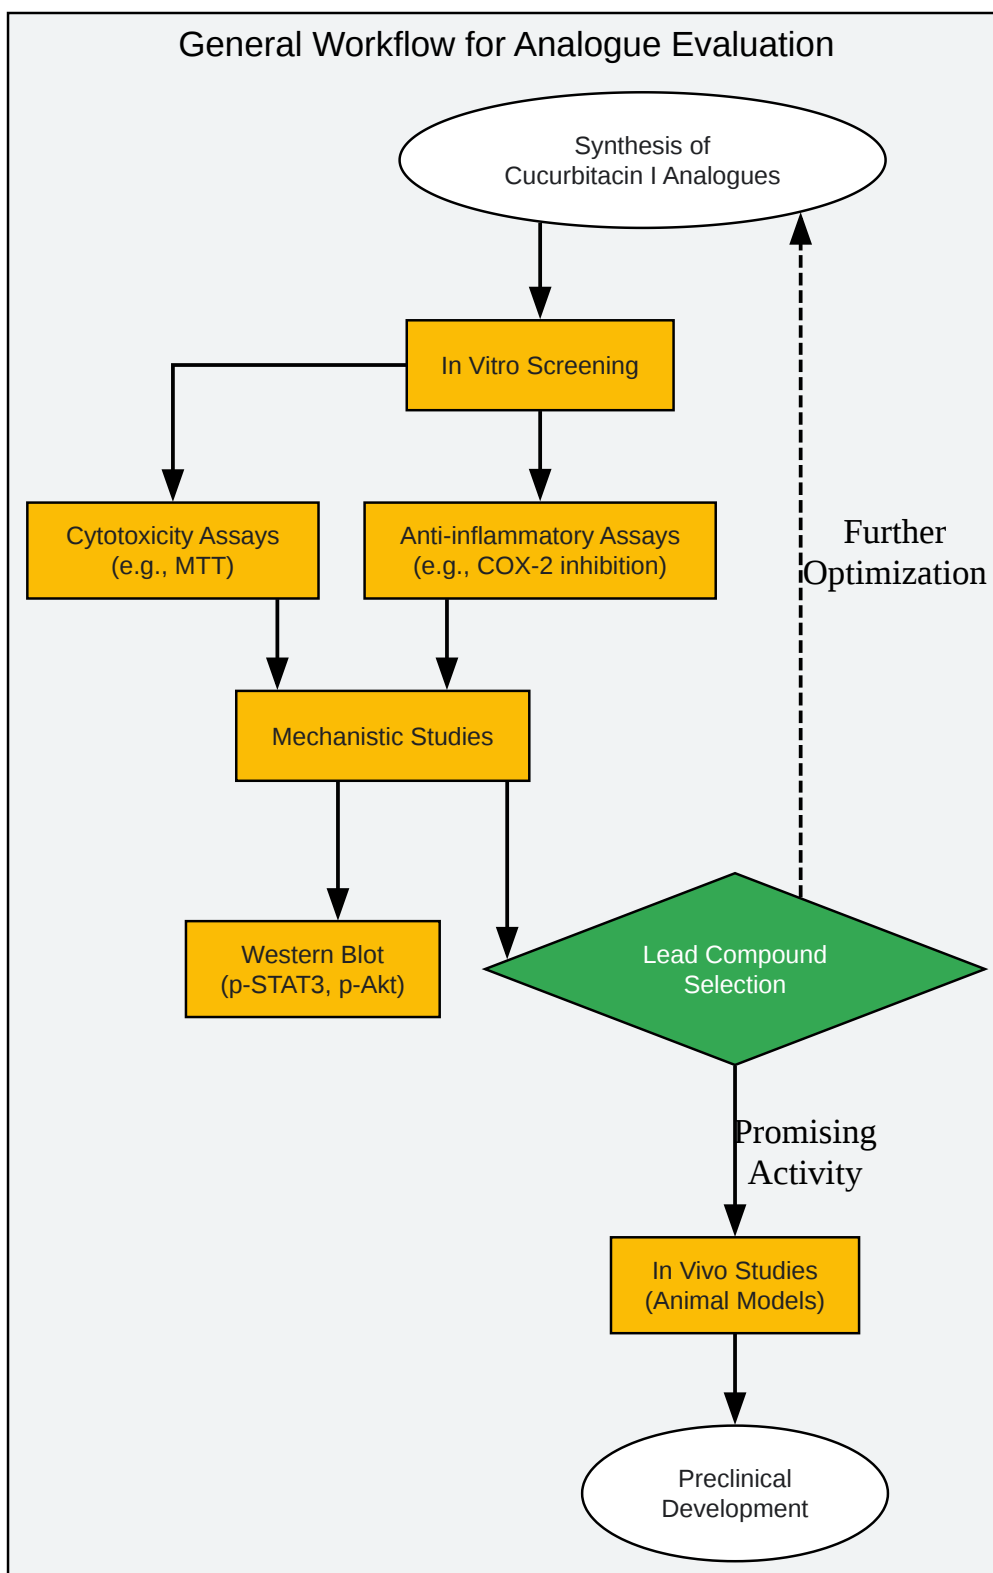 General Workflow for Analogue Evaluation
Synthesis of
Cucurbitacin I Analogues
In Vitro Screening
Cytotoxicity Assays
(e.g., MTT)
Anti-inflammatory Assays
(e.g., COX-2 inhibition)
Further
Optimization
Mechanistic Studies
Western Blot
(p-STAT3, p-Akt)
Lead Compound
Selection
Promising
Activity
In Vivo Studies
(Animal Models)
Preclinical
Development